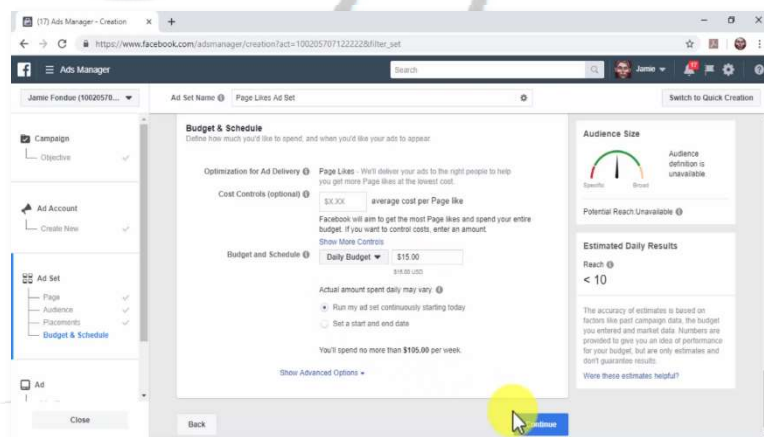 (17) Ads Manager - Creation
https://www.facebook.com/adsmanager/creation?act=100205707122222&filter_set
Ads Manager
Search
Jamie
Jamie Fondue (10020570...
Ad Set Name
Page Likes Ad Set
Switch to Quick Creation
Campaign
Objective
Ad Account
Create New
Ad Set
Page
Audience
Placements
Budget & Schedule
Ad
Close
Budget & Schedule
Define how much you'd like to spend, and when you'd like your ads to appear.
Optimization for Ad Delivery
Page Likes - We'll deliver your ads to the right people to help
you get more Page likes at the lowest cost.
Cost Controls (optional)
$X.XX
average cost per Page like
Facebook will aim to get the most Page likes and spend your entire
budget. If you want to control costs, enter an amount.
Show More Controls
Budget and Schedule
Daily Budget
$15.00
$15.00 USD
Actual amount spent daily may vary.
Run my ad set continuously starting today
Set a start and end date
You'll spend no more than $105.00 per week.
Show Advanced Options
Back
Continue
Audience Size
Audience
definition is
unavailable
Specific
Broad
Potential Reach:Unavailable
Estimated Daily Results
Reach
< 10
The accuracy of estimates is based on
factors like past campaign data, the budget
you entered and market data. Numbers are
provided to give you an idea of performance
for your budget, but are only estimates and
don't guarantee results.
Were these estimates helpful?